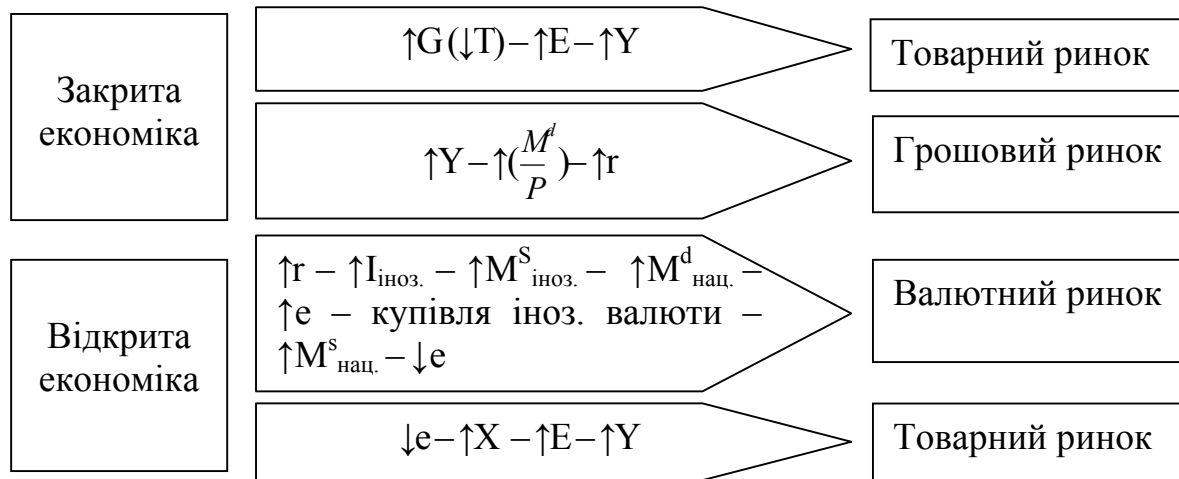 Закрита
економіка
↑G(↓T)–↑E–↑Y
Товарний ринок
↑Y–↑(M^d/P)–↑r
Грошовий ринок
Відкрита
економіка
↑r – ↑I_іноз. – ↑M^S_іноз. – ↑M^d_нац. –
↑e – купівля іноз. валюти –
↑M^s_нац. – ↓e
Валютний ринок
↓e–↑X –↑E–↑Y
Товарний ринок